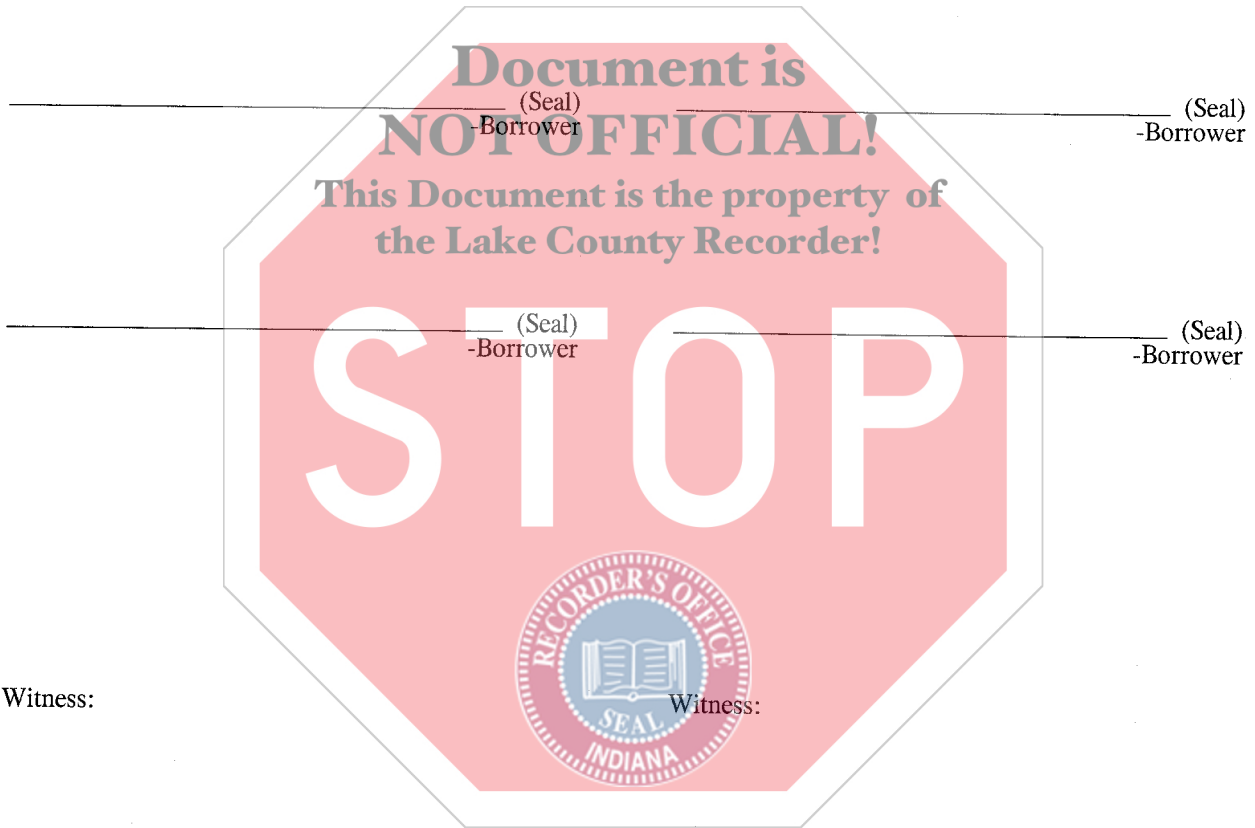 Document is
(Seal) (Seal)
-Borrower -Borrower
NOT OFFICIAL!
This Document is the property of
the Lake County Recorder!
(Seal) (Seal)
-Borrower -Borrower
STOP
RECORDER'S OFFICE
SEAL
INDIANA
Witness: Witness: